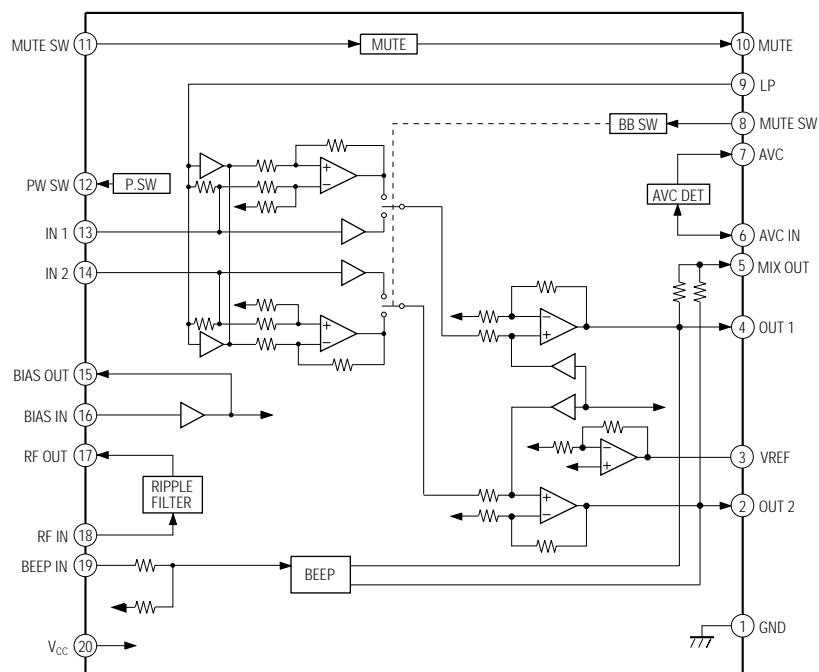 MUTE SW 11 MUTE 10 MUTE
9 LP
BB SW 8 MUTE SW
7 AVC
PW SW 12 P.SW
AVC DET
IN 1 13
6 AVC IN
IN 2 14
5 MIX OUT
4 OUT 1
BIAS OUT 15
BIAS IN 16
RF OUT 17
3 VREF
RIPPLE
FILTER
2 OUT 2
RF IN 18
BEEP IN 19
BEEP
1 GND
VCC 20
+
−
+
−
−
+
−
+
+
−